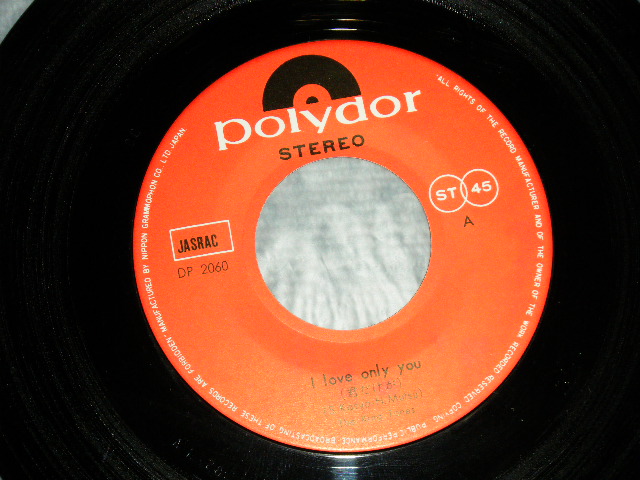 polydor
STEREO
ST 45
A
JASRAC
DP 2060
I love only you
ALL RIGHTS OF THE RECORD MANUFACTURER AND OF THE OWNER OF THE WORK RECORDED RESERVED COPYING PUBLIC PERFORMANCE BROADCASTING OF THESE RECORDS ARE FORBIDDEN·MANUFACTURED BY NIPPON GRAMMOPHON CO. LTD JAPAN